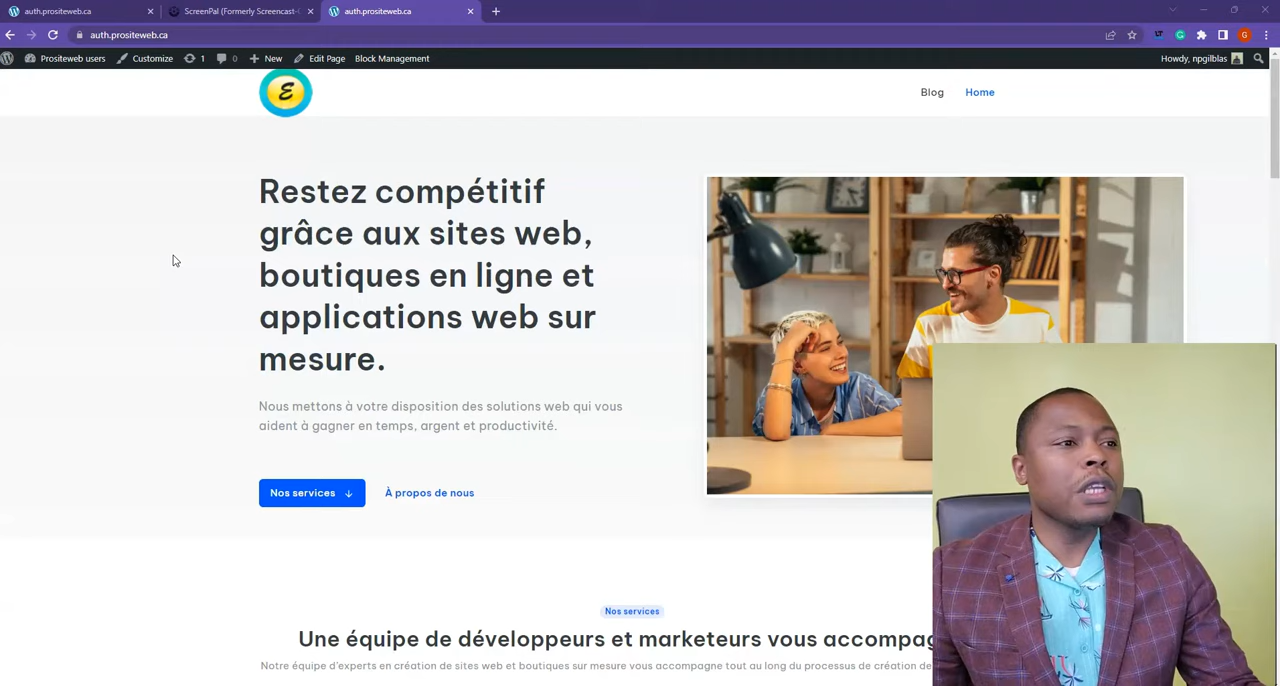 auth.prositeweb.ca
ScreenPal (Formerly Screencast-
auth.prositeweb.ca
auth.prositeweb.ca
LT
G
G
Prositeweb users
Customize
1
0
New
Edit Page
Block Management
Howdy, npgilblas
E
Blog
Home
Restez compétitif
grâce aux sites web,
boutiques en ligne et
applications web sur
mesure.
Nous mettons à votre disposition des solutions web qui vous
aident à gagner en temps, argent et productivité.
Nos services
À propos de nous
Nos services
Une équipe de développeurs et marketeurs vous accompag
Notre équipe d'experts en création de sites web et boutiques sur mesure vous accompagne tout au long du processus de création de